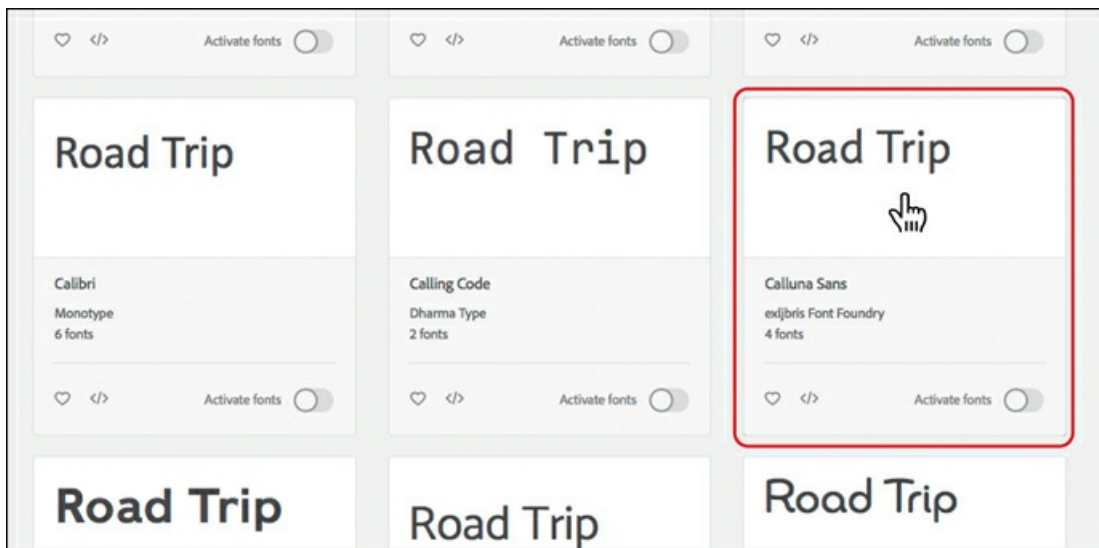 </> Activate fonts </> Activate fonts </> Activate fonts
Road Trip
Calibri
Monotype
6 fonts
</> Activate fonts
Road Trip
Calling Code
Dharma Type
2 fonts
</> Activate fonts
Road Trip
Calluna Sans
exljbris Font Foundry
4 fonts
</> Activate fonts
Road Trip
Road Trip
Road Trip